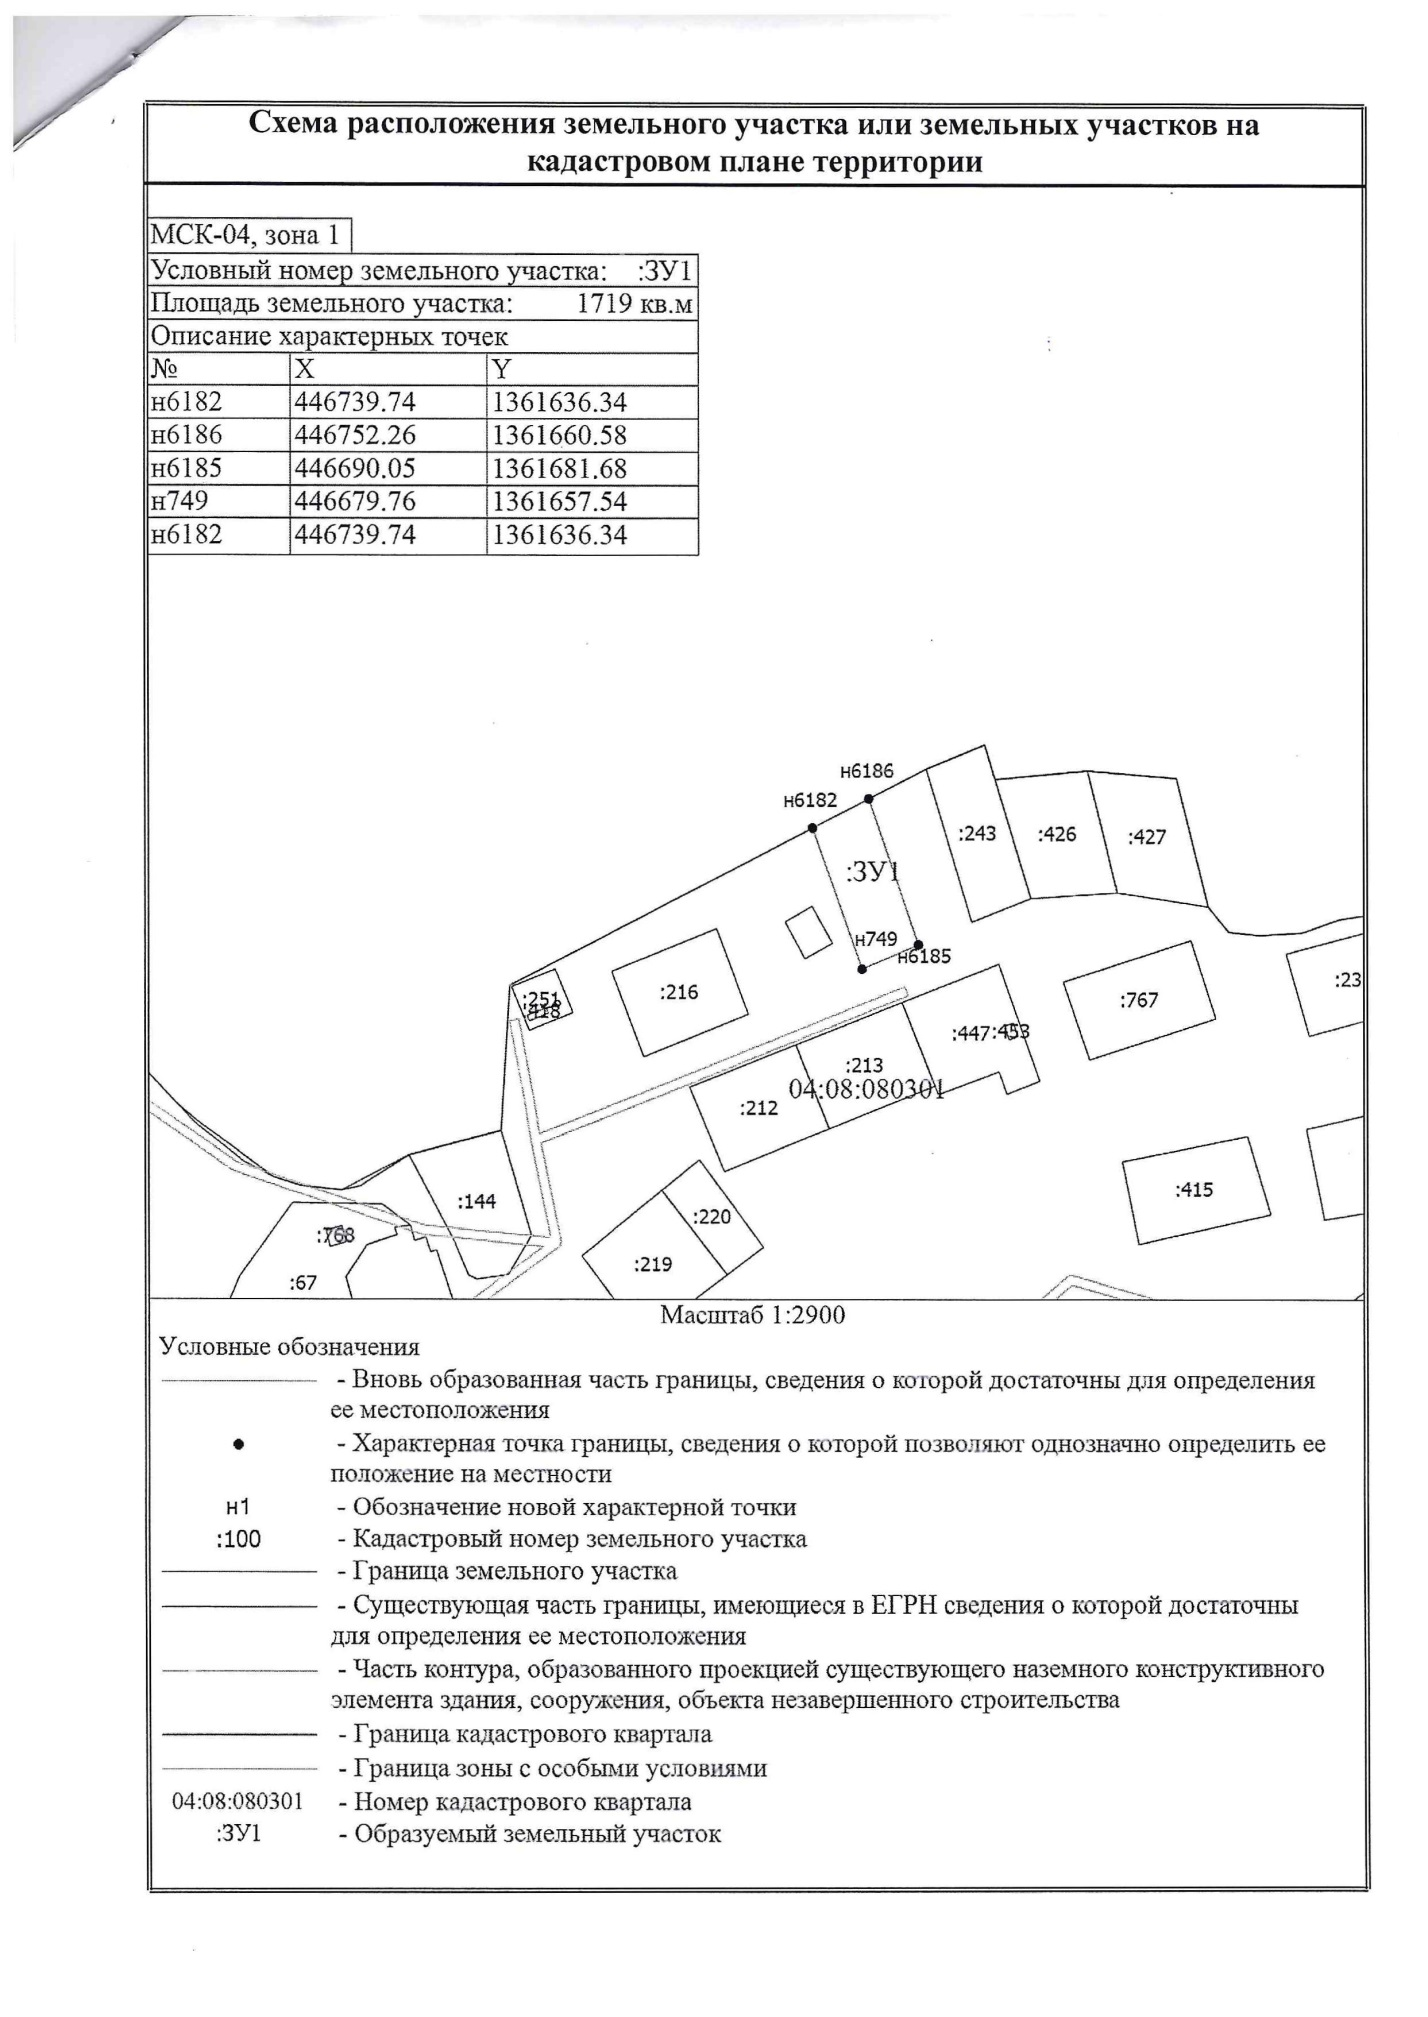 Схема расположения земельного участка или земельных участков на
кадастровом плане территории
МСК-04, зона 1
Условный номер земельного участка: :ЗУ1
Площадь земельного участка: 1719 кв.м
Описание характерных точек
№ X Y
н6182 446739.74 1361636.34
н6186 446752.26 1361660.58
н6185 446690.05 1361681.68
н749 446679.76 1361657.54
н6182 446739.74 1361636.34
н6186
н6182
:243
:426
:427
:ЗУ1
н749
н6185
:251
:418
:216
:23
:767
:447
:453
:213
04:08:080301
:212
:144
:415
:220
:768
:219
:67
Масштаб 1:2900
Условные обозначения
- Вновь образованная часть границы, сведения о которой достаточны для определения
ее местоположения
- Характерная точка границы, сведения о которой позволяют однозначно определить ее
положение на местности
н1 - Обозначение новой характерной точки
:100 - Кадастровый номер земельного участка
- Граница земельного участка
- Существующая часть границы, имеющиеся в ЕГРН сведения о которой достаточны
для определения ее местоположения
- Часть контура, образованного проекцией существующего наземного конструктивного
элемента здания, сооружения, объекта незавершенного строительства
- Граница кадастрового квартала
- Граница зоны с особыми условиями
04:08:080301 - Номер кадастрового квартала
:ЗУ1 - Образуемый земельный участок